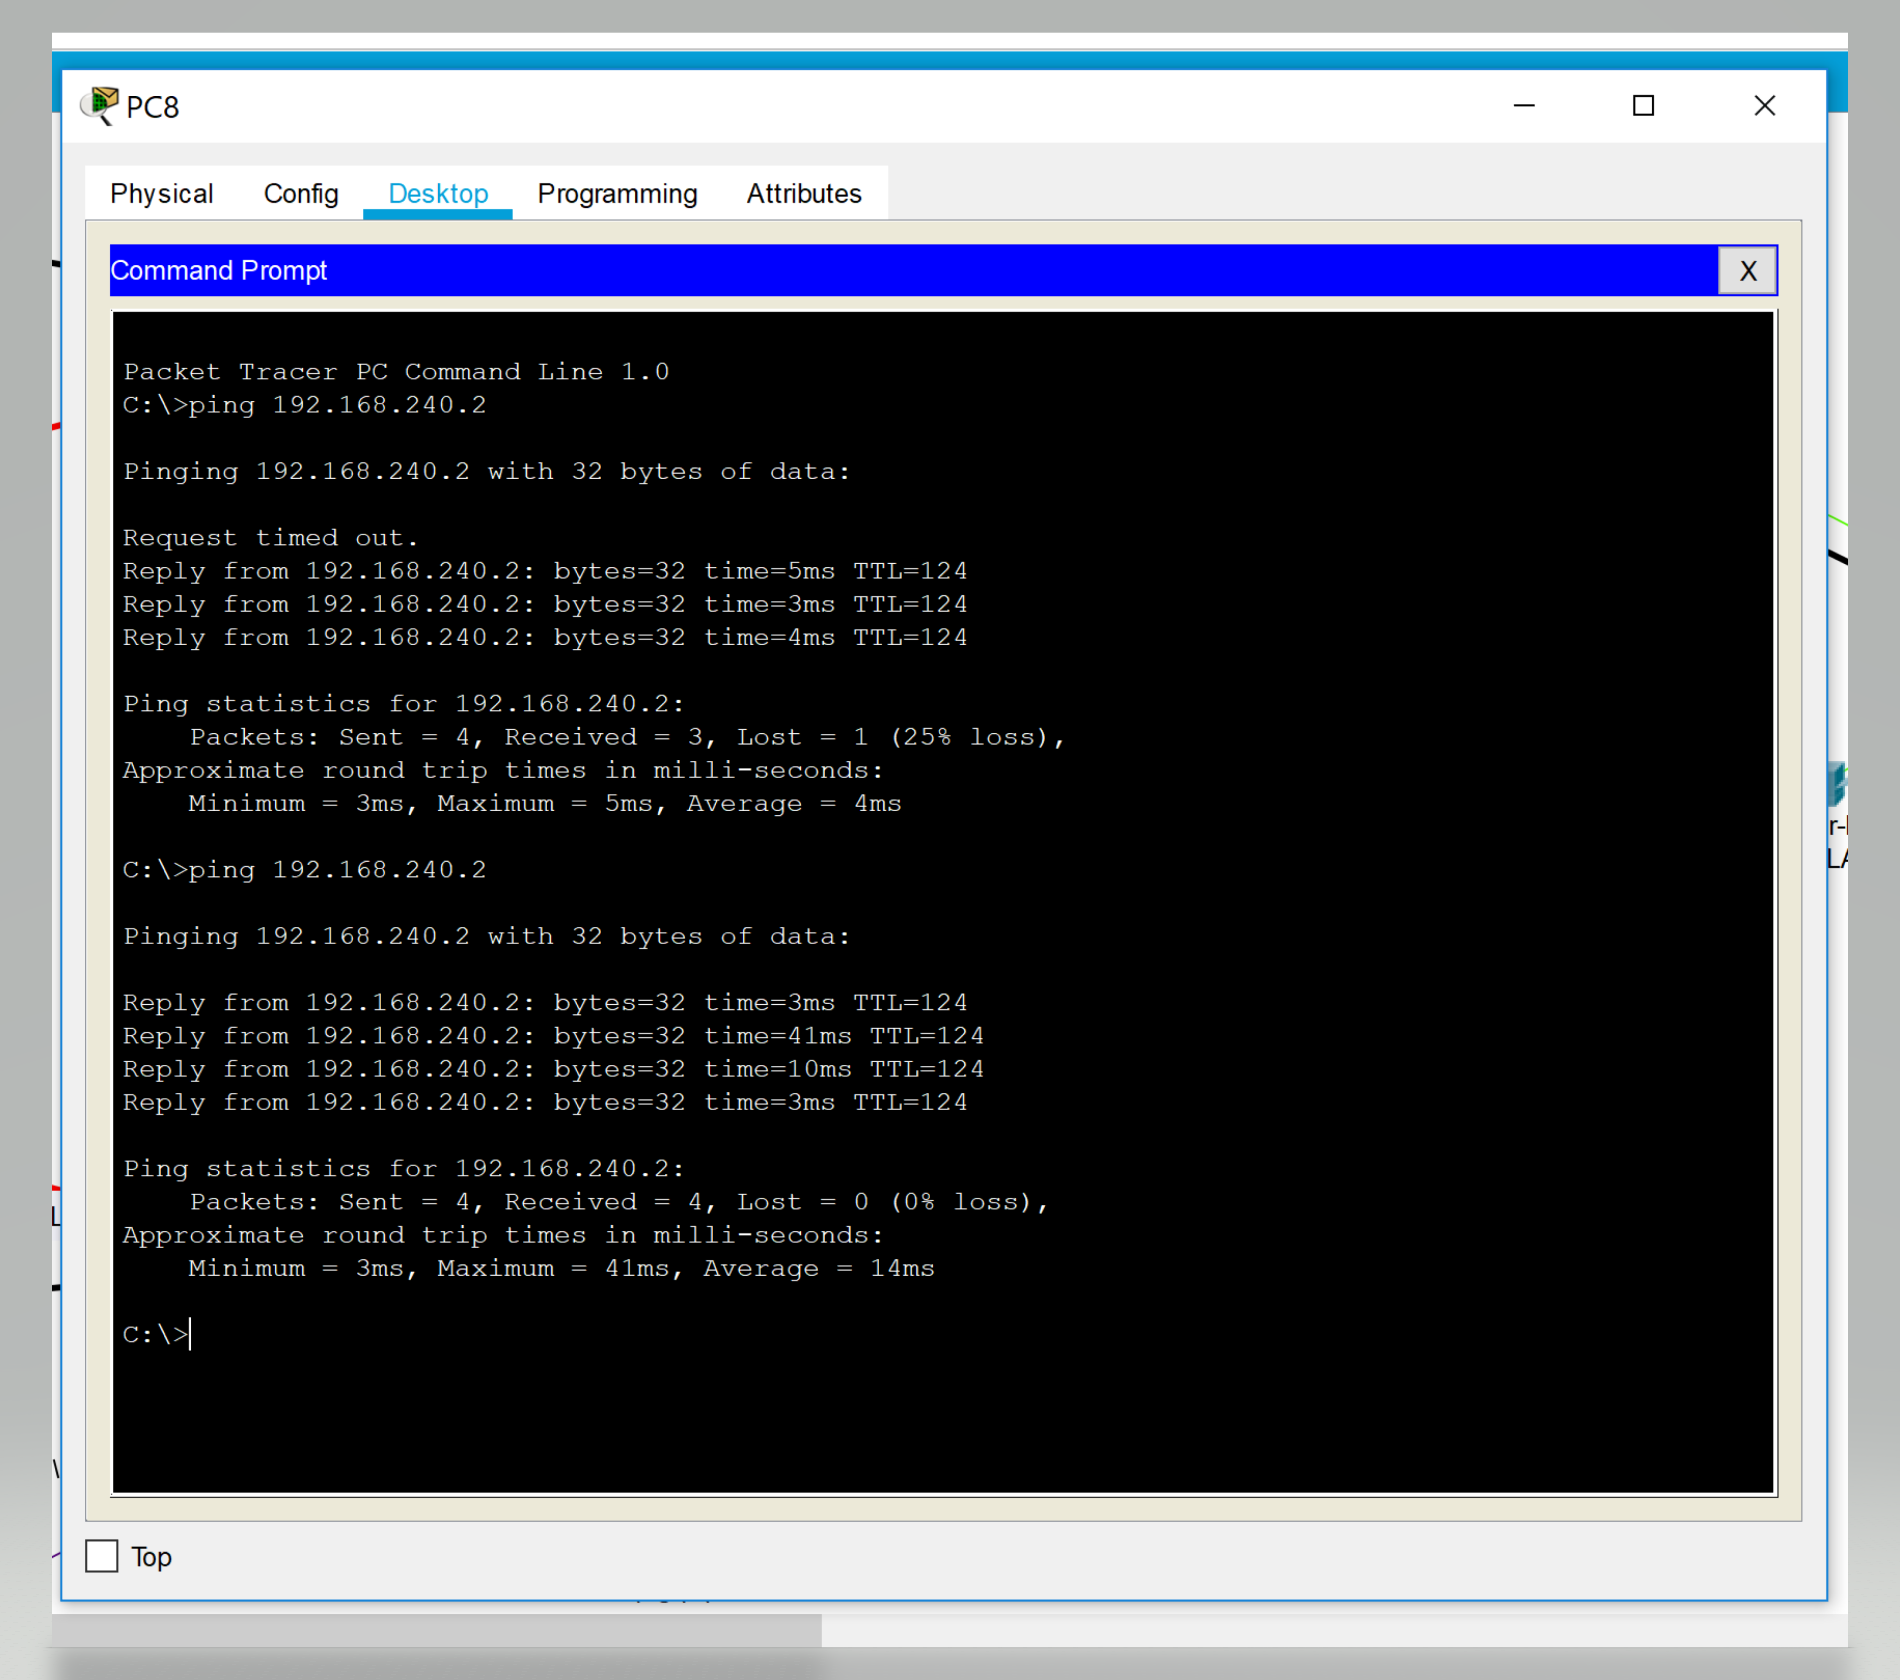 PC8
Physical Config Desktop Programming Attributes
Command Prompt X
Packet Tracer PC Command Line 1.0
C:\>ping 192.168.240.2
Pinging 192.168.240.2 with 32 bytes of data:
Request timed out.
Reply from 192.168.240.2: bytes=32 time=5ms TTL=124
Reply from 192.168.240.2: bytes=32 time=3ms TTL=124
Reply from 192.168.240.2: bytes=32 time=4ms TTL=124
Ping statistics for 192.168.240.2:
Packets: Sent = 4, Received = 3, Lost = 1 (25% loss),
Approximate round trip times in milli-seconds:
Minimum = 3ms, Maximum = 5ms, Average = 4ms
C:\>ping 192.168.240.2
Pinging 192.168.240.2 with 32 bytes of data:
Reply from 192.168.240.2: bytes=32 time=3ms TTL=124
Reply from 192.168.240.2: bytes=32 time=41ms TTL=124
Reply from 192.168.240.2: bytes=32 time=10ms TTL=124
Reply from 192.168.240.2: bytes=32 time=3ms TTL=124
Ping statistics for 192.168.240.2:
Packets: Sent = 4, Received = 4, Lost = 0 (0% loss),
Approximate round trip times in milli-seconds:
Minimum = 3ms, Maximum = 41ms, Average = 14ms
C:\>
Top